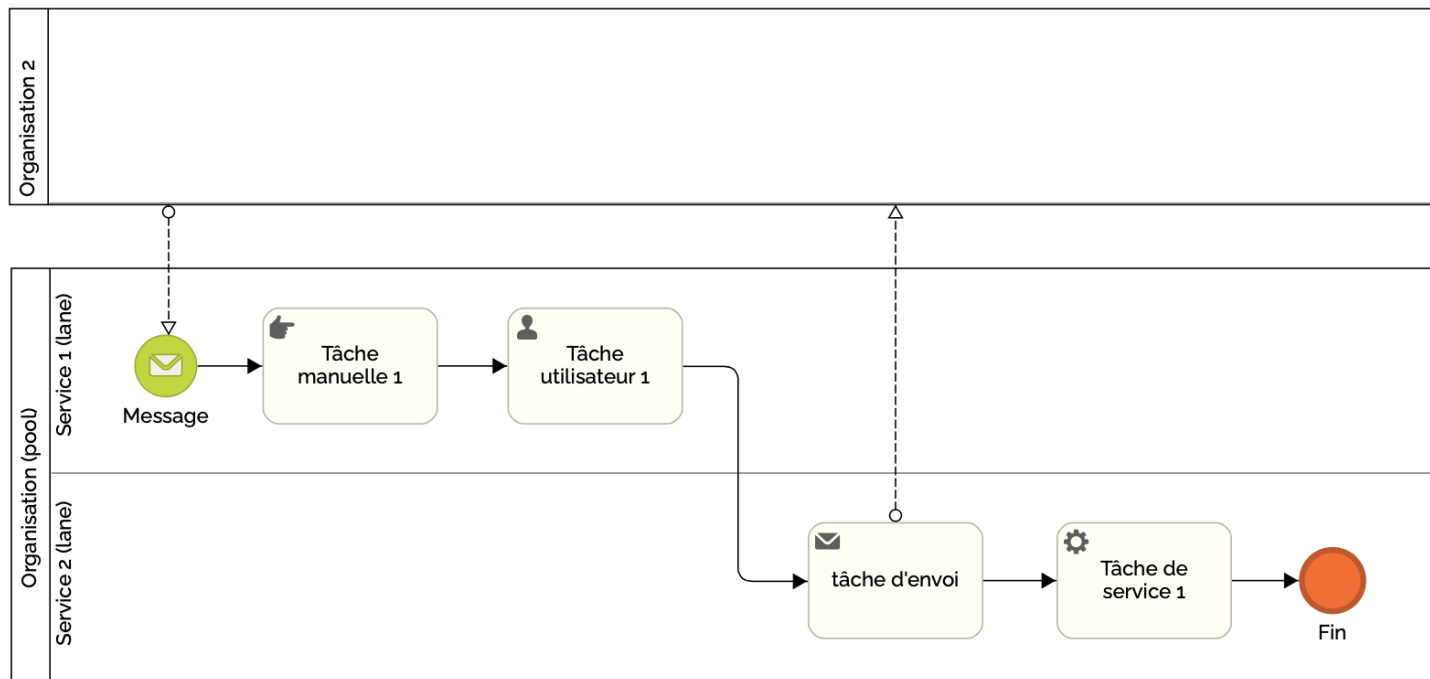 Organisation 2
Organisation (pool)
Service 1 (lane)
Message
Tâche
manuelle 1
Tâche
utilisateur 1
Service 2 (lane)
tâche d'envoi
Tâche de
service 1
Fin